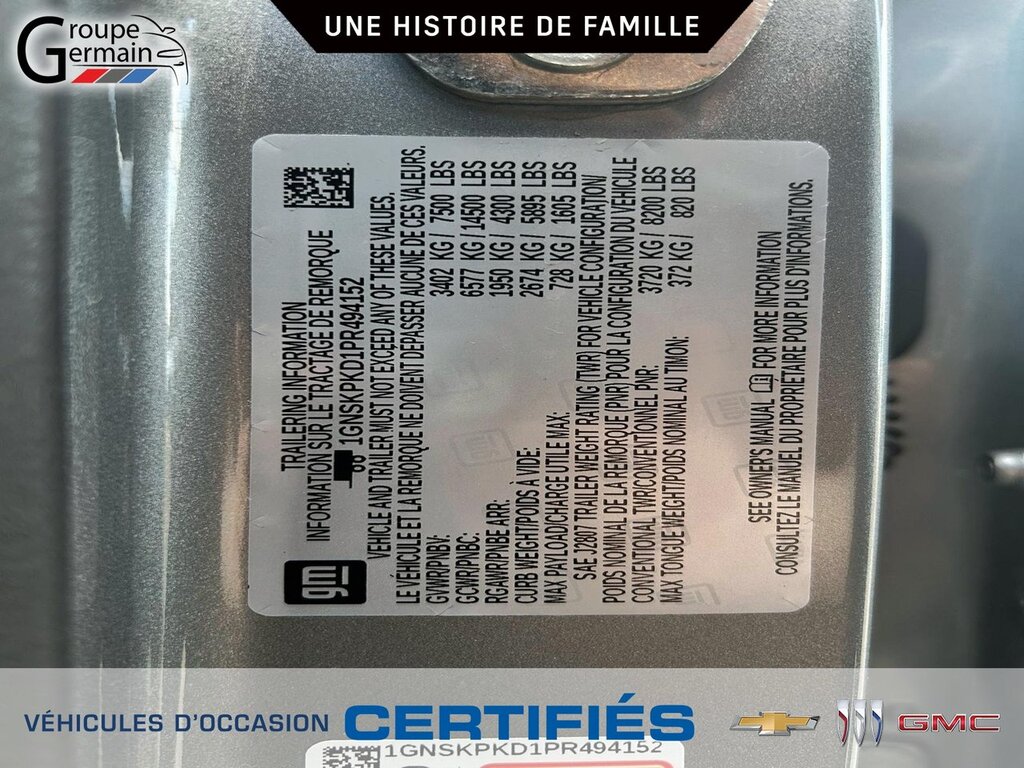 Groupe
Germain
UNE HISTOIRE DE FAMILLE
gm
TRAILERING INFORMATION
INFORMATION SUR LE TRACTAGE DE REMORQUE
1GNSKPKD1PR494152
VEHICLE AND TRAILER MUST NOT EXCEED ANY OF THESE VALUES.
LE VÉHICULE ET LA REMORQUE NE DOIVENT DÉPASSER AUCUNE DE CES VALEURS.
GVWR/PNBV: 3402 KG / 7500 LBS
GCWR/PNBC: 6577 KG / 14500 LBS
RGAWR/PNBE ARR: 1950 KG / 4300 LBS
CURB WEIGHT/POIDS À VIDE: 2674 KG / 5895 LBS
MAX PAYLOAD/CHARGE UTILE MAX: 728 KG / 1605 LBS
SAE J2807 TRAILER WEIGHT RATING (TWR) FOR VEHICLE CONFIGURATION/
POIDS NOMINAL DE LA REMORQUE (PNR) POUR LA CONFIGURATION DU VÉHICULE
CONVENTIONAL TWR/CONVENTIONNEL PNR: 3720 KG / 8200 LBS
MAX TONGUE WEIGHT/POIDS NOMINAL AU TIMON: 372 KG / 820 LBS
SEE OWNERS MANUAL FOR MORE INFORMATION
CONSULTEZ LE MANUEL DU PROPRIÉTAIRE POUR PLUS D'INFORMATIONS.
VÉHICULES D'OCCASION CERTIFIÉS
GMC
1GNSKPKD1PR494152